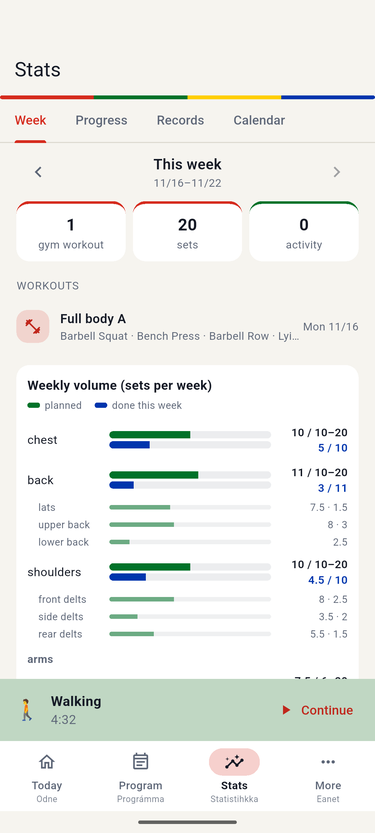 Stats
Week Progress Records Calendar
This week
11/16–11/22
1 20 0
gym workout sets activity
WORKOUTS
Full body A
Barbell Squat · Bench Press · Barbell Row · Lyi…
Mon 11/16
Weekly volume (sets per week)
planned done this week
chest 10 / 10–20
5 / 10
back 11 / 10–20
3 / 11
lats 7.5 · 1.5
upper back 8 · 3
lower back 2.5
shoulders 10 / 10–20
4.5 / 10
front delts 8 · 2.5
side delts 3.5 · 2
rear delts 5.5 · 1.5
arms
Walking
4:32
Continue
Today Program Stats More
Odne Prográmma Statistihkka Eanet